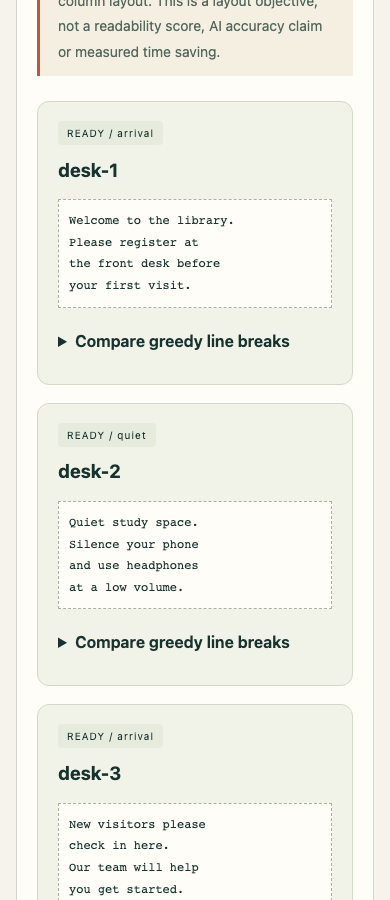 column layout. This is a layout objective,
not a readability score, AI accuracy claim
or measured time saving.
READY / arrival
desk-1
Welcome to the library.
Please register at
the front desk before
your first visit.
Compare greedy line breaks
READY / quiet
desk-2
Quiet study space.
Silence your phone
and use headphones
at a low volume.
Compare greedy line breaks
READY / arrival
desk-3
New visitors please
check in here.
Our team will help
you get started.